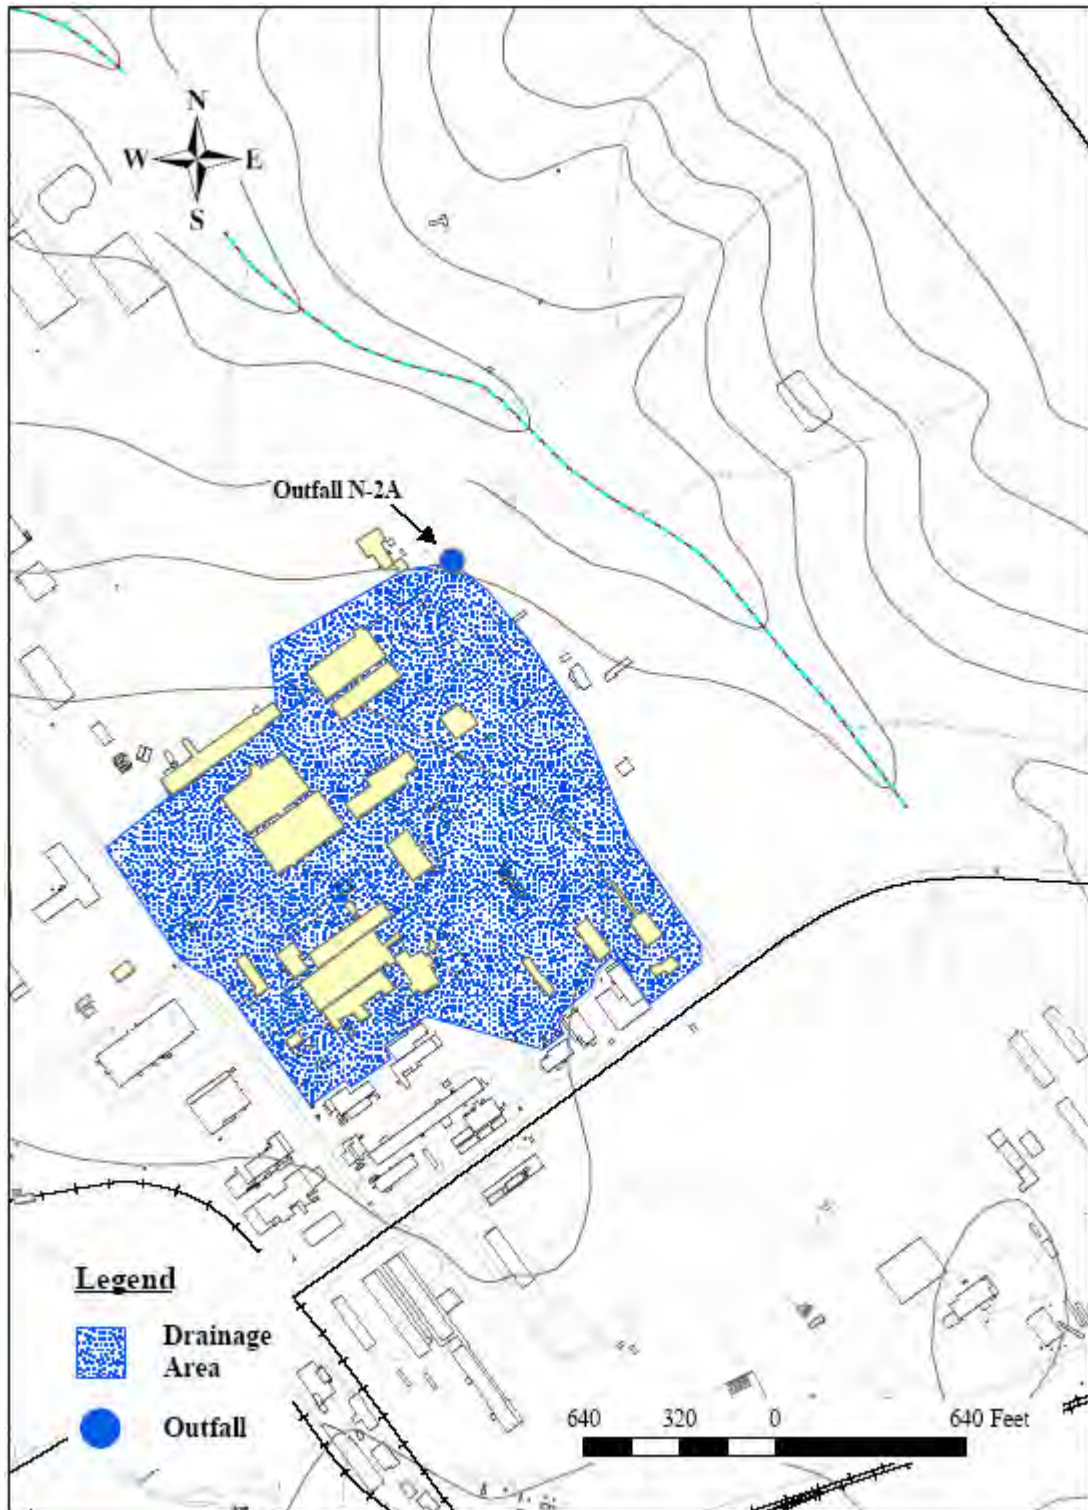 N
W E
S
Outfall N-2A
Legend
Drainage
Area
Outfall
640 320 0 640 Feet